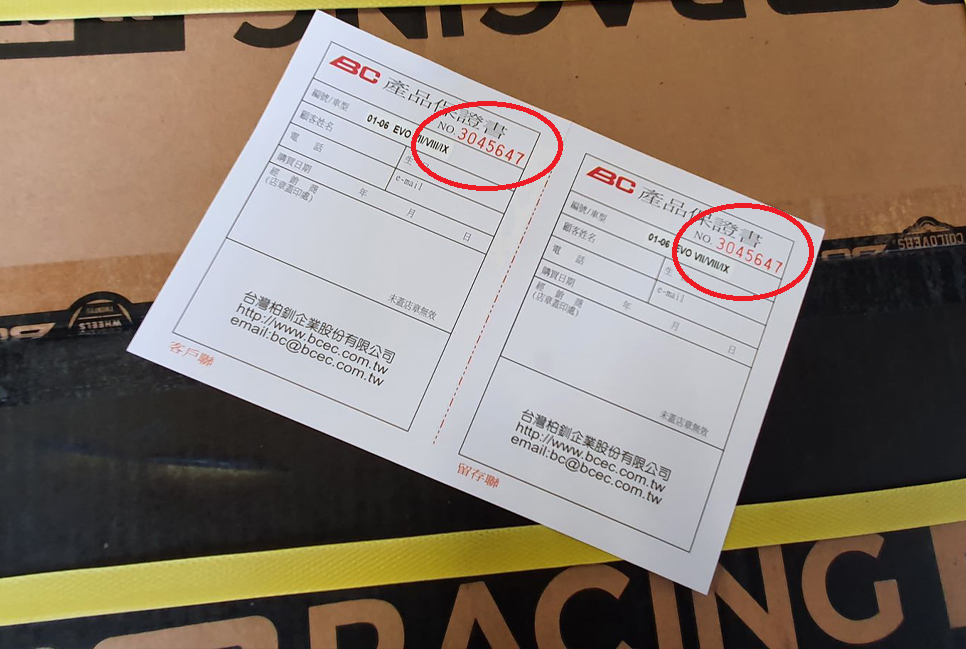 RACING
BC 產品保證書
NO. 3045647
編號/車型
01-06 EVO VII/VIII/IX
顧客姓名
生
電 話
e-mail
購買日期
年 月 日
(店章蓋印處)
未蓋店章無效
台灣柏釧企業股份有限公司
http://www.bcec.com.tw
email:bc@bcec.com.tw
客戶聯
BC 產品保證書
NO. 3045647
編號/車型
01-06 EVO VII/VIII/IX
顧客姓名
生
電 話
e-mail
購買日期
年 月 日
(店章蓋印處)
未蓋店章無效
台灣柏釧企業股份有限公司
http://www.bcec.com.tw
email:bc@bcec.com.tw
留存聯
COILOVERS
WHEELS
RACING